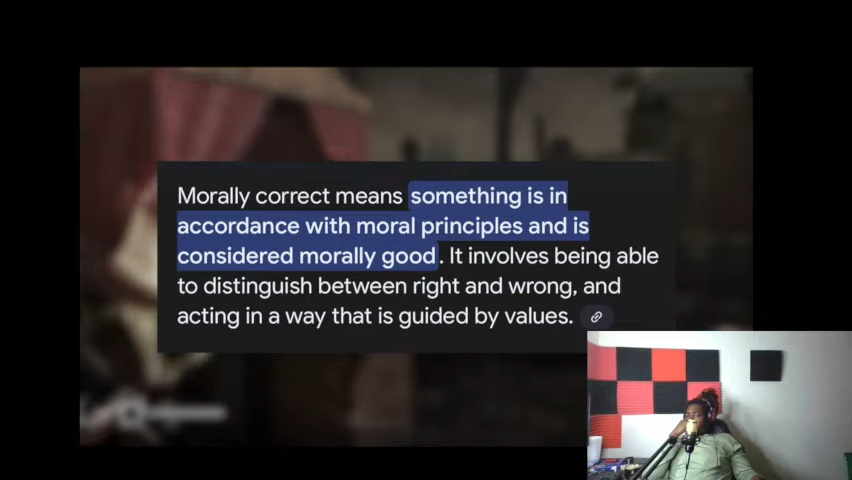 Morally correct means something is in
accordance with moral principles and is
considered morally good. It involves being able
to distinguish between right and wrong, and
acting in a way that is guided by values.